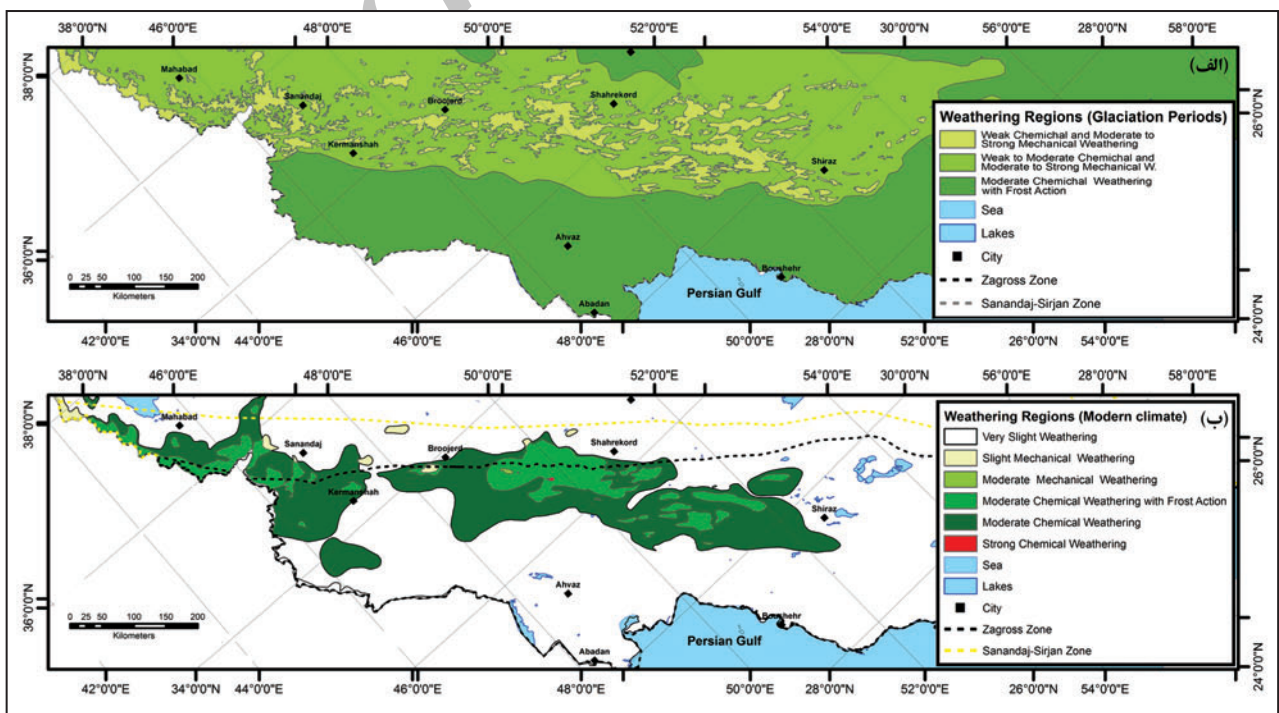 38°0'0"N
46°0'0"E
48°0'0"E
50°0'0"E
52°0'0"E
54°0'0"E
30°0'0"N
56°0'0"E
28°0'0"N
58°0'0"E
(الف)
38°0'0"N
36°0'0"N
Mahabad
Sanandaj
Broojerd
Shahrekord
Kermanshah
Shiraz
Ahvaz
Boushehr
Abadan
Persian Gulf
0 25 50 100 150 200
Kilometers
Weathering Regions (Glaciation Periods)
Weak Chemichal and Moderate to
Strong Mechanical Weathering
Weak to Moderate Chemichal and
Moderate to Strong Mechanical W.
Moderate Chemichal Weathering
with Frost Action
Sea
Lakes
City
Zagross Zone
Sanandaj-Sirjan Zone
26°0'0"N
24°0'0"N
42°0'0"E
34°0'0"N
44°0'0"E
46°0'0"E
48°0'0"E
50°0'0"E
52°0'0"E
26°0'0"N
54°0'0"E
38°0'0"N
46°0'0"E
48°0'0"E
50°0'0"E
52°0'0"E
54°0'0"E
30°0'0"N
56°0'0"E
28°0'0"N
58°0'0"E
(ب)
38°0'0"N
36°0'0"N
Mahabad
Sanandaj
Broojerd
Shahrekord
Kermanshah
Shiraz
Ahvaz
Boushehr
Abadan
Persian Gulf
0 25 50 100 150 200
Kilometers
Weathering Regions (Modern climate)
Very Slight Weathering
Slight Mechanical Weathering
Moderate Mechanical Weathering
Moderate Chemical Weathering with Frost Action
Moderate Chemical Weathering
Strong Chemical Weathering
Sea
Lakes
City
Zagross Zone
Sanandaj-Sirjan Zone
26°0'0"N
24°0'0"N
42°0'0"E
34°0'0"N
44°0'0"E
46°0'0"E
48°0'0"E
50°0'0"E
28°0'0"N
52°0'0"E
26°0'0"N
54°0'0"E